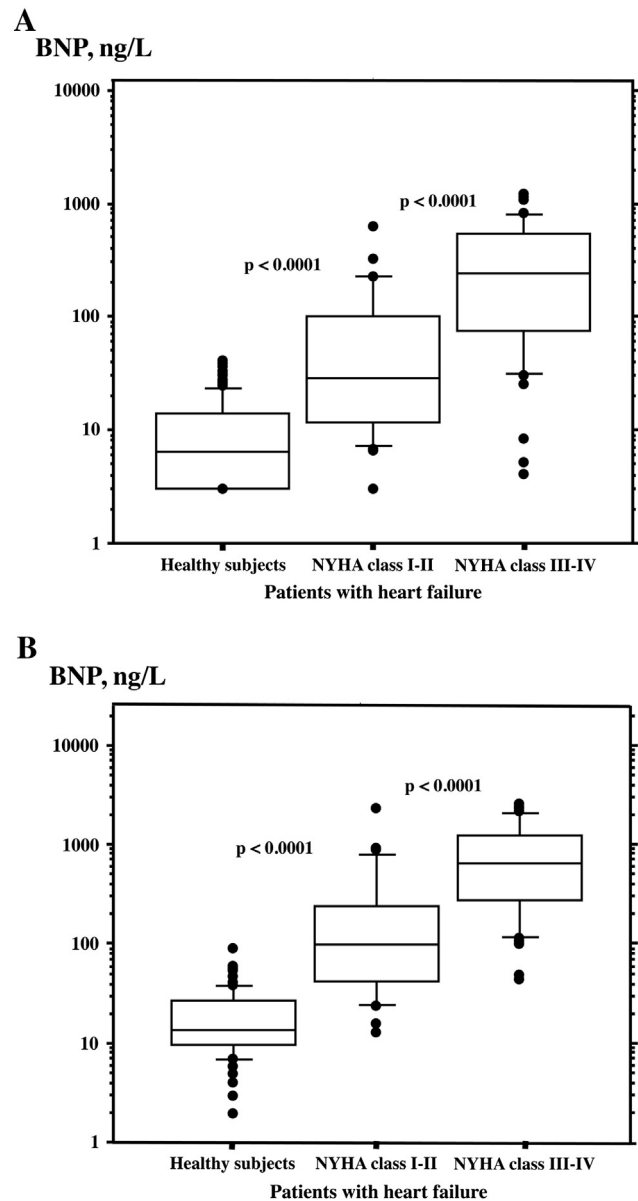 A
BNP, ng/L
10000
1000
100
10
1
p < 0.0001
p < 0.0001
Healthy subjects NYHA class I-II NYHA class III-IV
Patients with heart failure
B
BNP, ng/L
10000
1000
100
10
1
p < 0.0001
p < 0.0001
Healthy subjects NYHA class I-II NYHA class III-IV
Patients with heart failure